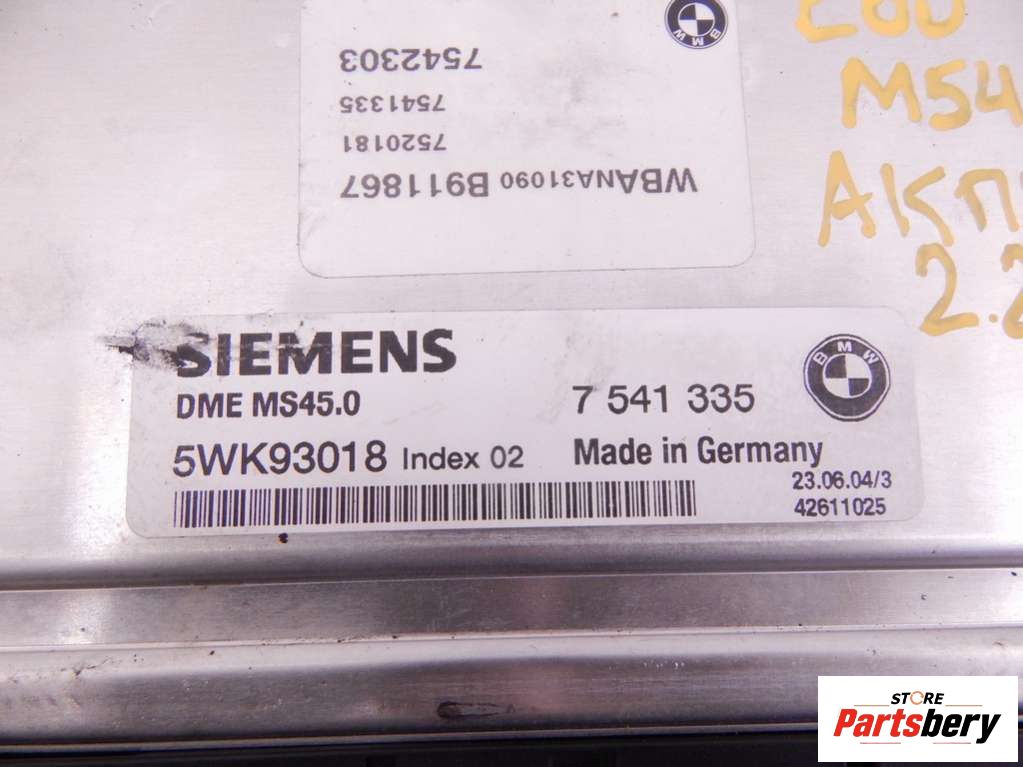 BMW
7542303
7541335
7520181
WBANA31090 B911867
E60
M54
АКП
2.2
SIEMENS
BMW
DME MS45.0
7 541 335
5WK93018 Index 02
Made in Germany
23.06.04/3
42611025
STORE
Partsbery